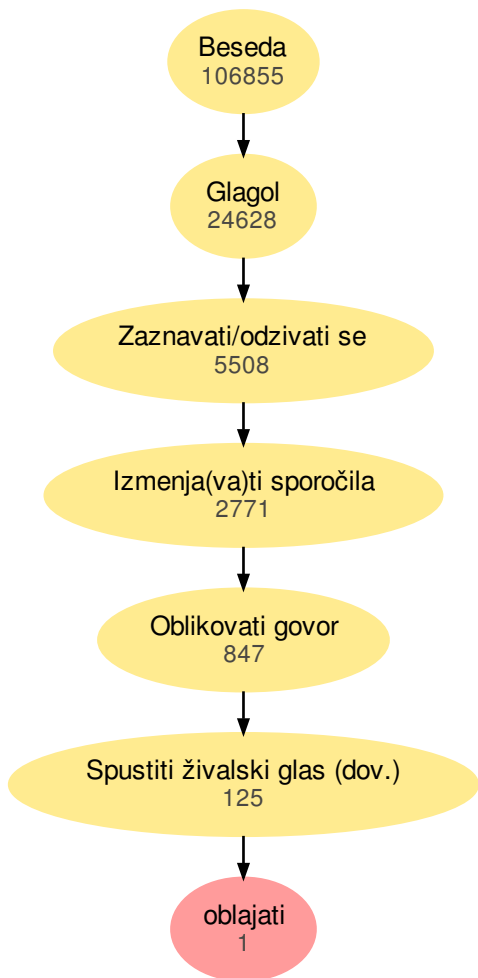 Beseda
106855
Glagol
24628
Zaznavati/odzivati se
5508
Izmenja(va)ti sporočila
2771
Oblikovati govor
847
Spustiti živalski glas (dov.)
125
oblajati
1